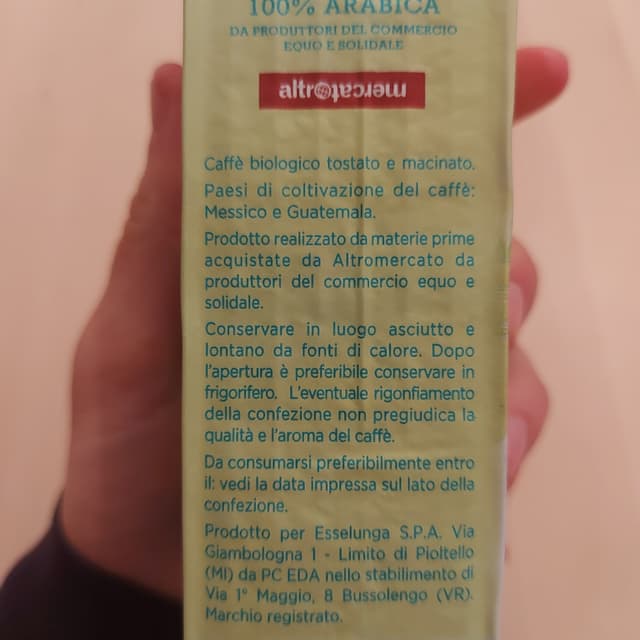 100% ARABICA
DA PRODUTTORI DEL COMMERCIO
EQUO E SOLIDALE
altromercato
Caffè biologico tostato e macinato.
Paesi di coltivazione del caffè:
Messico e Guatemala.
Prodotto realizzato da materie prime
acquistate da Altromercato da
produttori del commercio equo e
solidale.
Conservare in luogo asciutto e
lontano da fonti di calore. Dopo
l'apertura è preferibile conservare in
frigorifero. L'eventuale rigonfiamento
della confezione non pregiudica la
qualità e l'aroma del caffè.
Da consumarsi preferibilmente entro
il: vedi la data impressa sul lato della
confezione.
Prodotto per Esselunga S.P.A. Via
Giambologna 1 - Limito di Pioltello
(MI) da PC EDA nello stabilimento di
Via 1° Maggio, 8 Bussolengo (VR).
Marchio registrato.